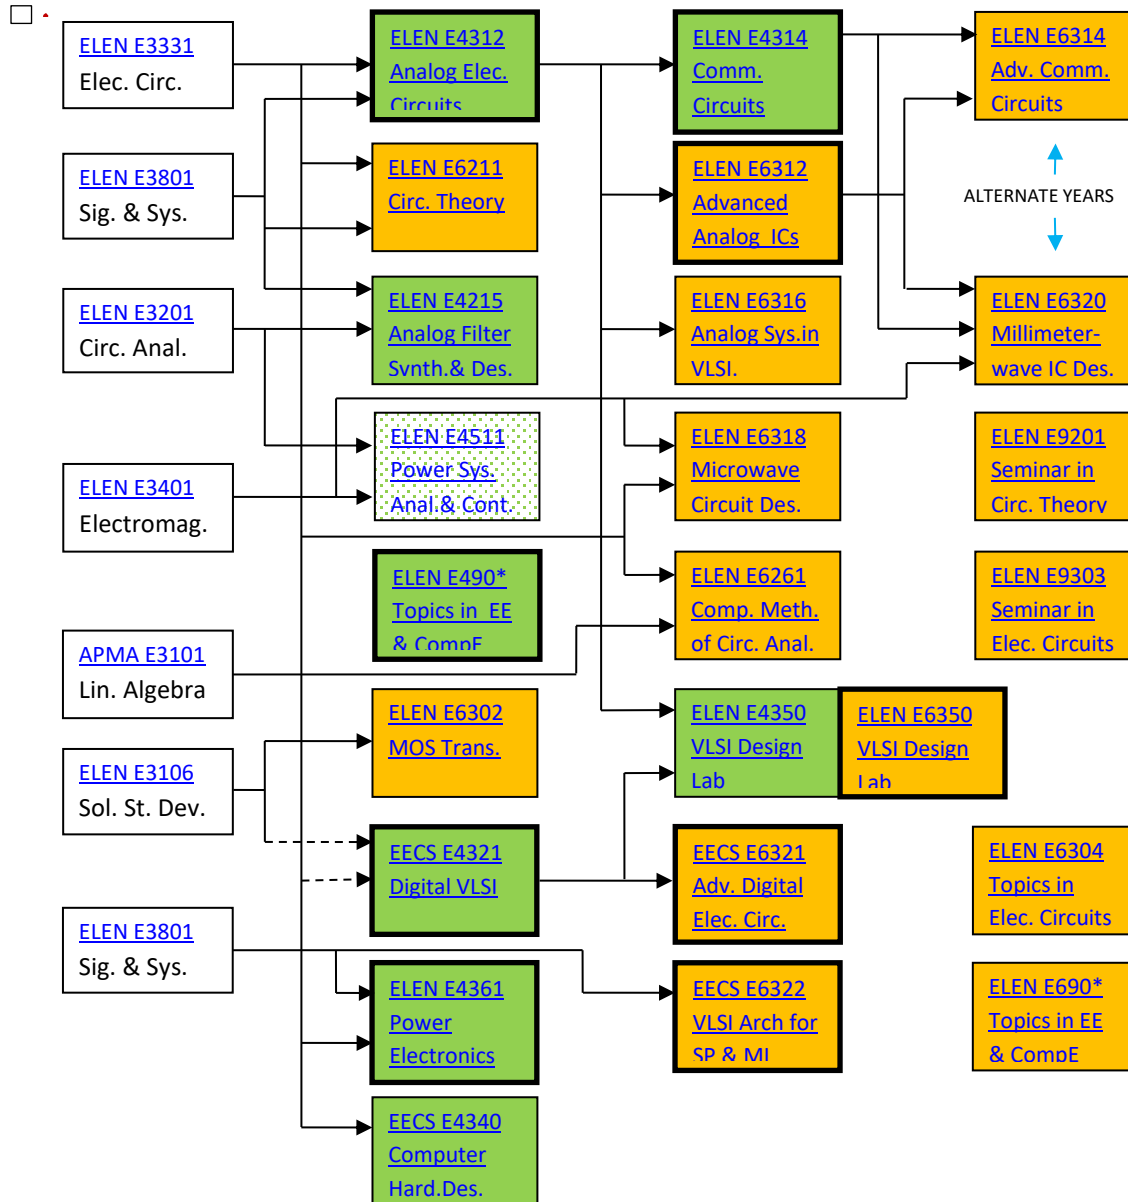 ELEN E3331
Elec. Circ.
ELEN E4312
Analog Elec.
Circuits
ELEN E4314
Comm.
Circuits
ELEN E6314
Adv. Comm.
Circuits
ELEN E3801
Sig. & Sys.
ELEN E6211
Circ. Theory
ELEN E6312
Advanced
Analog ICs
ALTERNATE YEARS
ELEN E3201
Circ. Anal.
ELEN E4215
Analog Filter
Synth.& Des.
ELEN E6316
Analog Sys.in
VLSI.
ELEN E6320
Millimeter-
wave IC Des.
ELEN E3401
Electromag.
ELEN E4511
Power Sys.
Anal.& Cont.
ELEN E6318
Microwave
Circuit Des.
ELEN E9201
Seminar in
Circ. Theory
ELEN E490*
Topics in EE
& CompE
ELEN E6261
Comp. Meth.
of Circ. Anal.
ELEN E9303
Seminar in
Elec. Circuits
APMA E3101
Lin. Algebra
ELEN E6302
MOS Trans.
ELEN E4350
VLSI Design
Lab
ELEN E6350
VLSI Design
Lab
ELEN E3106
Sol. St. Dev.
EECS E4321
Digital VLSI
EECS E6321
Adv. Digital
Elec. Circ.
ELEN E6304
Topics in
Elec. Circuits
ELEN E3801
Sig. & Sys.
ELEN E4361
Power
Electronics
EECS E6322
VLSI Arch for
SP & ML
ELEN E690*
Topics in EE
& CompE
EECS E4340
Computer
Hard.Des.